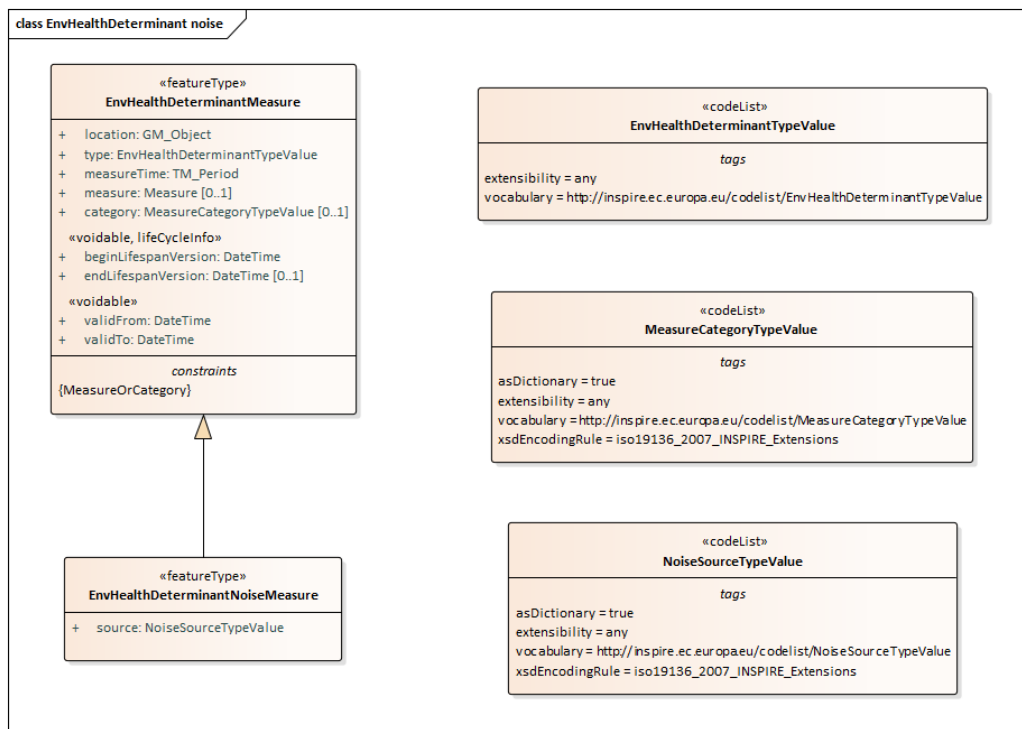 class EnvHealthDeterminant noise
«featureType»
EnvHealthDeterminantMeasure
+ location: GM_Object
+ type: EnvHealthDeterminantTypeValue
+ measureTime: TM_Period
+ measure: Measure [0..1]
+ category: MeasureCategoryTypeValue [0..1]
«voidable, lifeCycleInfo»
+ beginLifespanVersion: DateTime
+ endLifespanVersion: DateTime [0..1]
«voidable»
+ validFrom: DateTime
+ validTo: DateTime
constraints
{MeasureOrCategory}
«featureType»
EnvHealthDeterminantNoiseMeasure
+ source: NoiseSourceTypeValue
«codeList»
EnvHealthDeterminantTypeValue
tags
extensibility = any
vocabulary = http://inspire.ec.europa.eu/codelist/EnvHealthDeterminantTypeValue
«codeList»
MeasureCategoryTypeValue
tags
asDictionary = true
extensibility = any
vocabulary =http://inspire.ec.europa.eu/codelist/MeasureCategoryTypeValue
xsdEncodingRule = iso19136_2007_INSPIRE_Extensions
«codeList»
NoiseSourceTypeValue
tags
asDictionary = true
extensibility = any
vocabulary = http://inspire.ec.europa.eu/codelist/NoiseSourceTypeValue
xsdEncodingRule = iso19136_2007_INSPIRE_Extensions